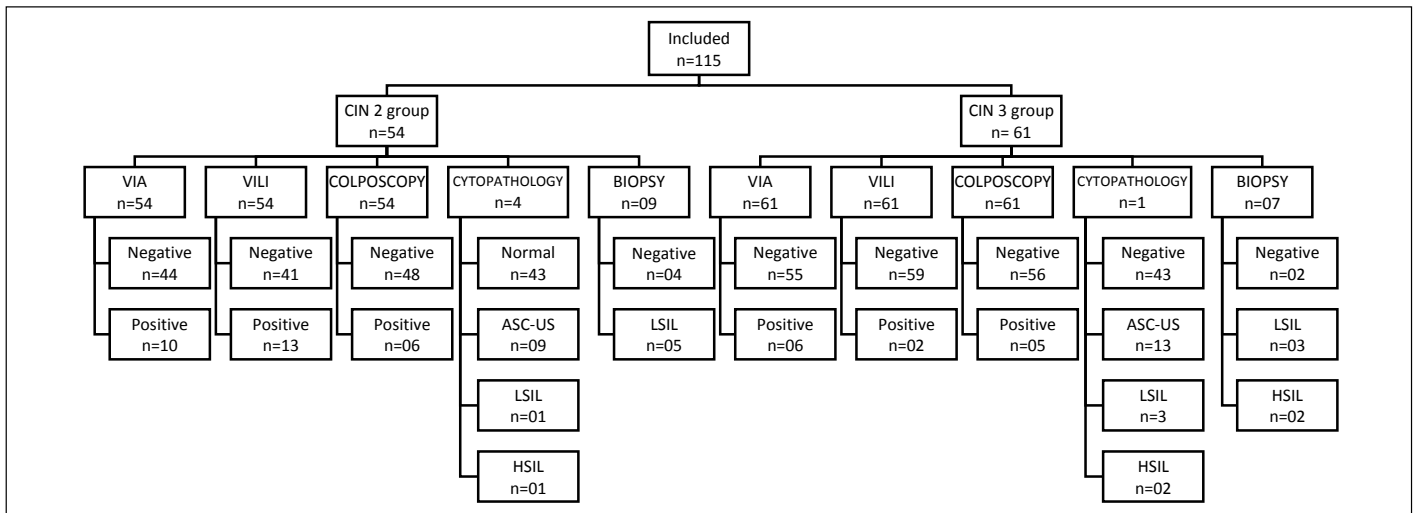 Included
n=115
CIN 2 group
n=54
CIN 3 group
n= 61
VIA
n=54
VILI
n=54
COLPOSCOPY
n=54
CYTOPATHOLOGY
n=4
BIOPSY
n=09
VIA
n=61
VILI
n=61
COLPOSCOPY
n=61
CYTOPATHOLOGY
n=1
BIOPSY
n=07
Negative
n=44
Negative
n=41
Negative
n=48
Normal
n=43
Negative
n=04
Negative
n=55
Negative
n=59
Negative
n=56
Negative
n=43
Negative
n=02
Positive
n=10
Positive
n=13
Positive
n=06
ASC-US
n=09
LSIL
n=05
Positive
n=06
Positive
n=02
Positive
n=05
ASC-US
n=13
LSIL
n=03
LSIL
n=01
LSIL
n=3
HSIL
n=02
HSIL
n=01
HSIL
n=02